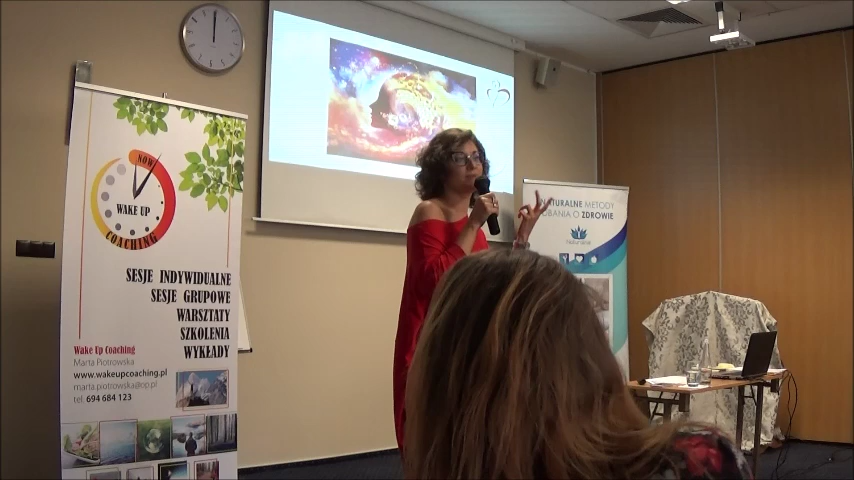 NOW
WAKE UP
COACHING
SESJE INDYWIDUALNE
SESJE GRUPOWE
WARSZTATY
SZKOLENIA
WYKŁADY
Wake Up Coaching
Marta Piotrowska
www.wakeupcoaching.pl
marta.piotrowska@op.pl
tel. 694 684 123
NATURALNE METODY
DBANIA O ZDROWIE